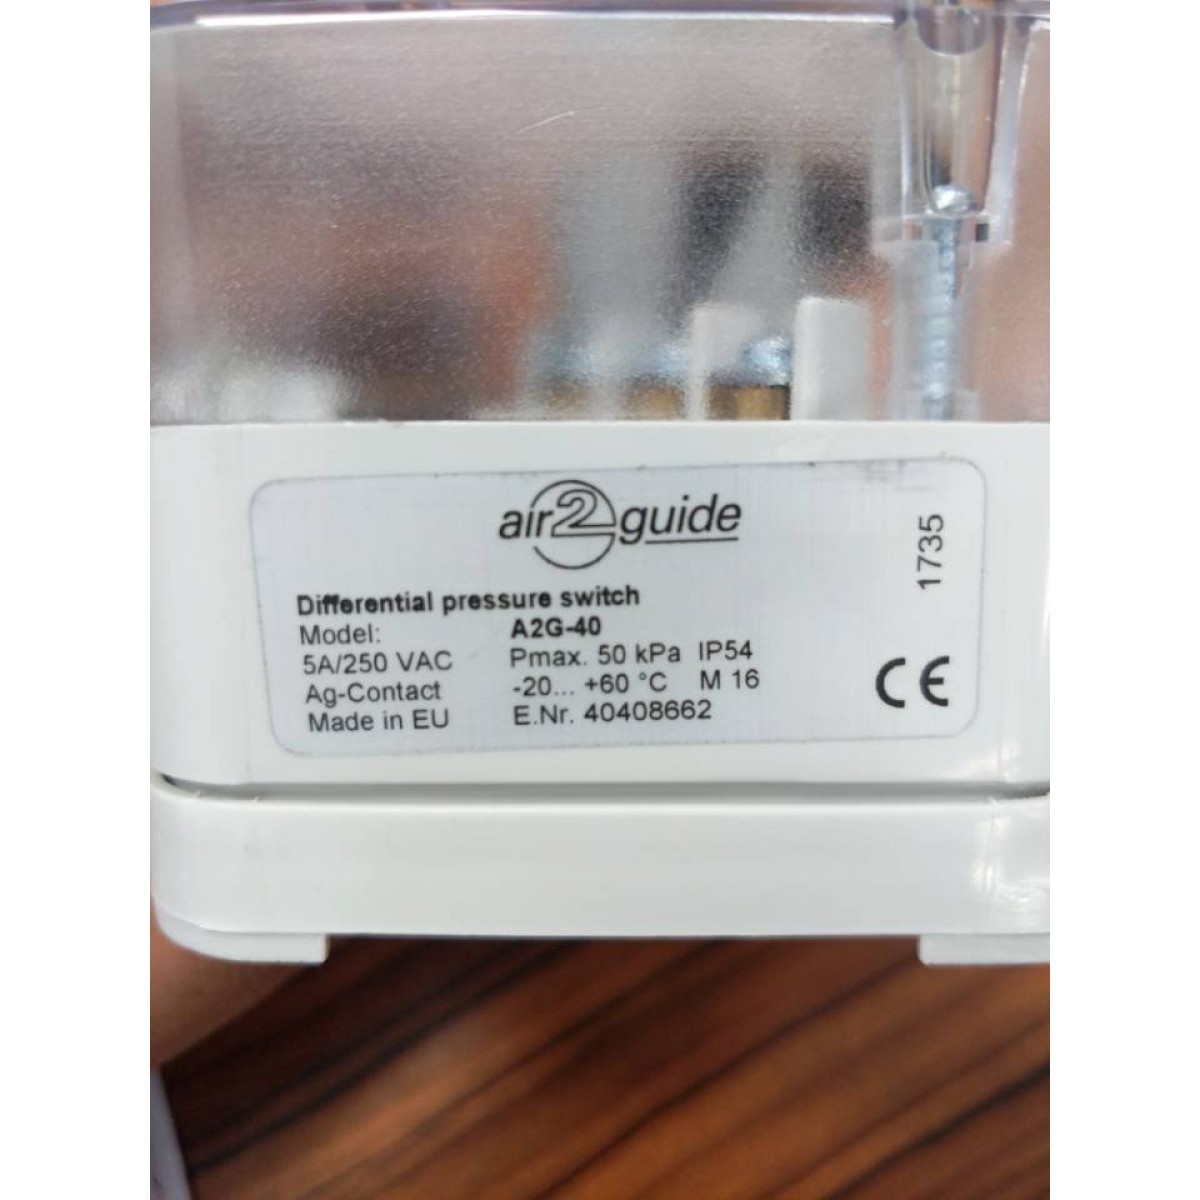 air2guide
1735
Differential pressure switch
Model: A2G-40
5A/250 VAC Pmax. 50 kPa IP54
Ag-Contact -20... +60 °C M 16
Made in EU E.Nr. 40408662
CE